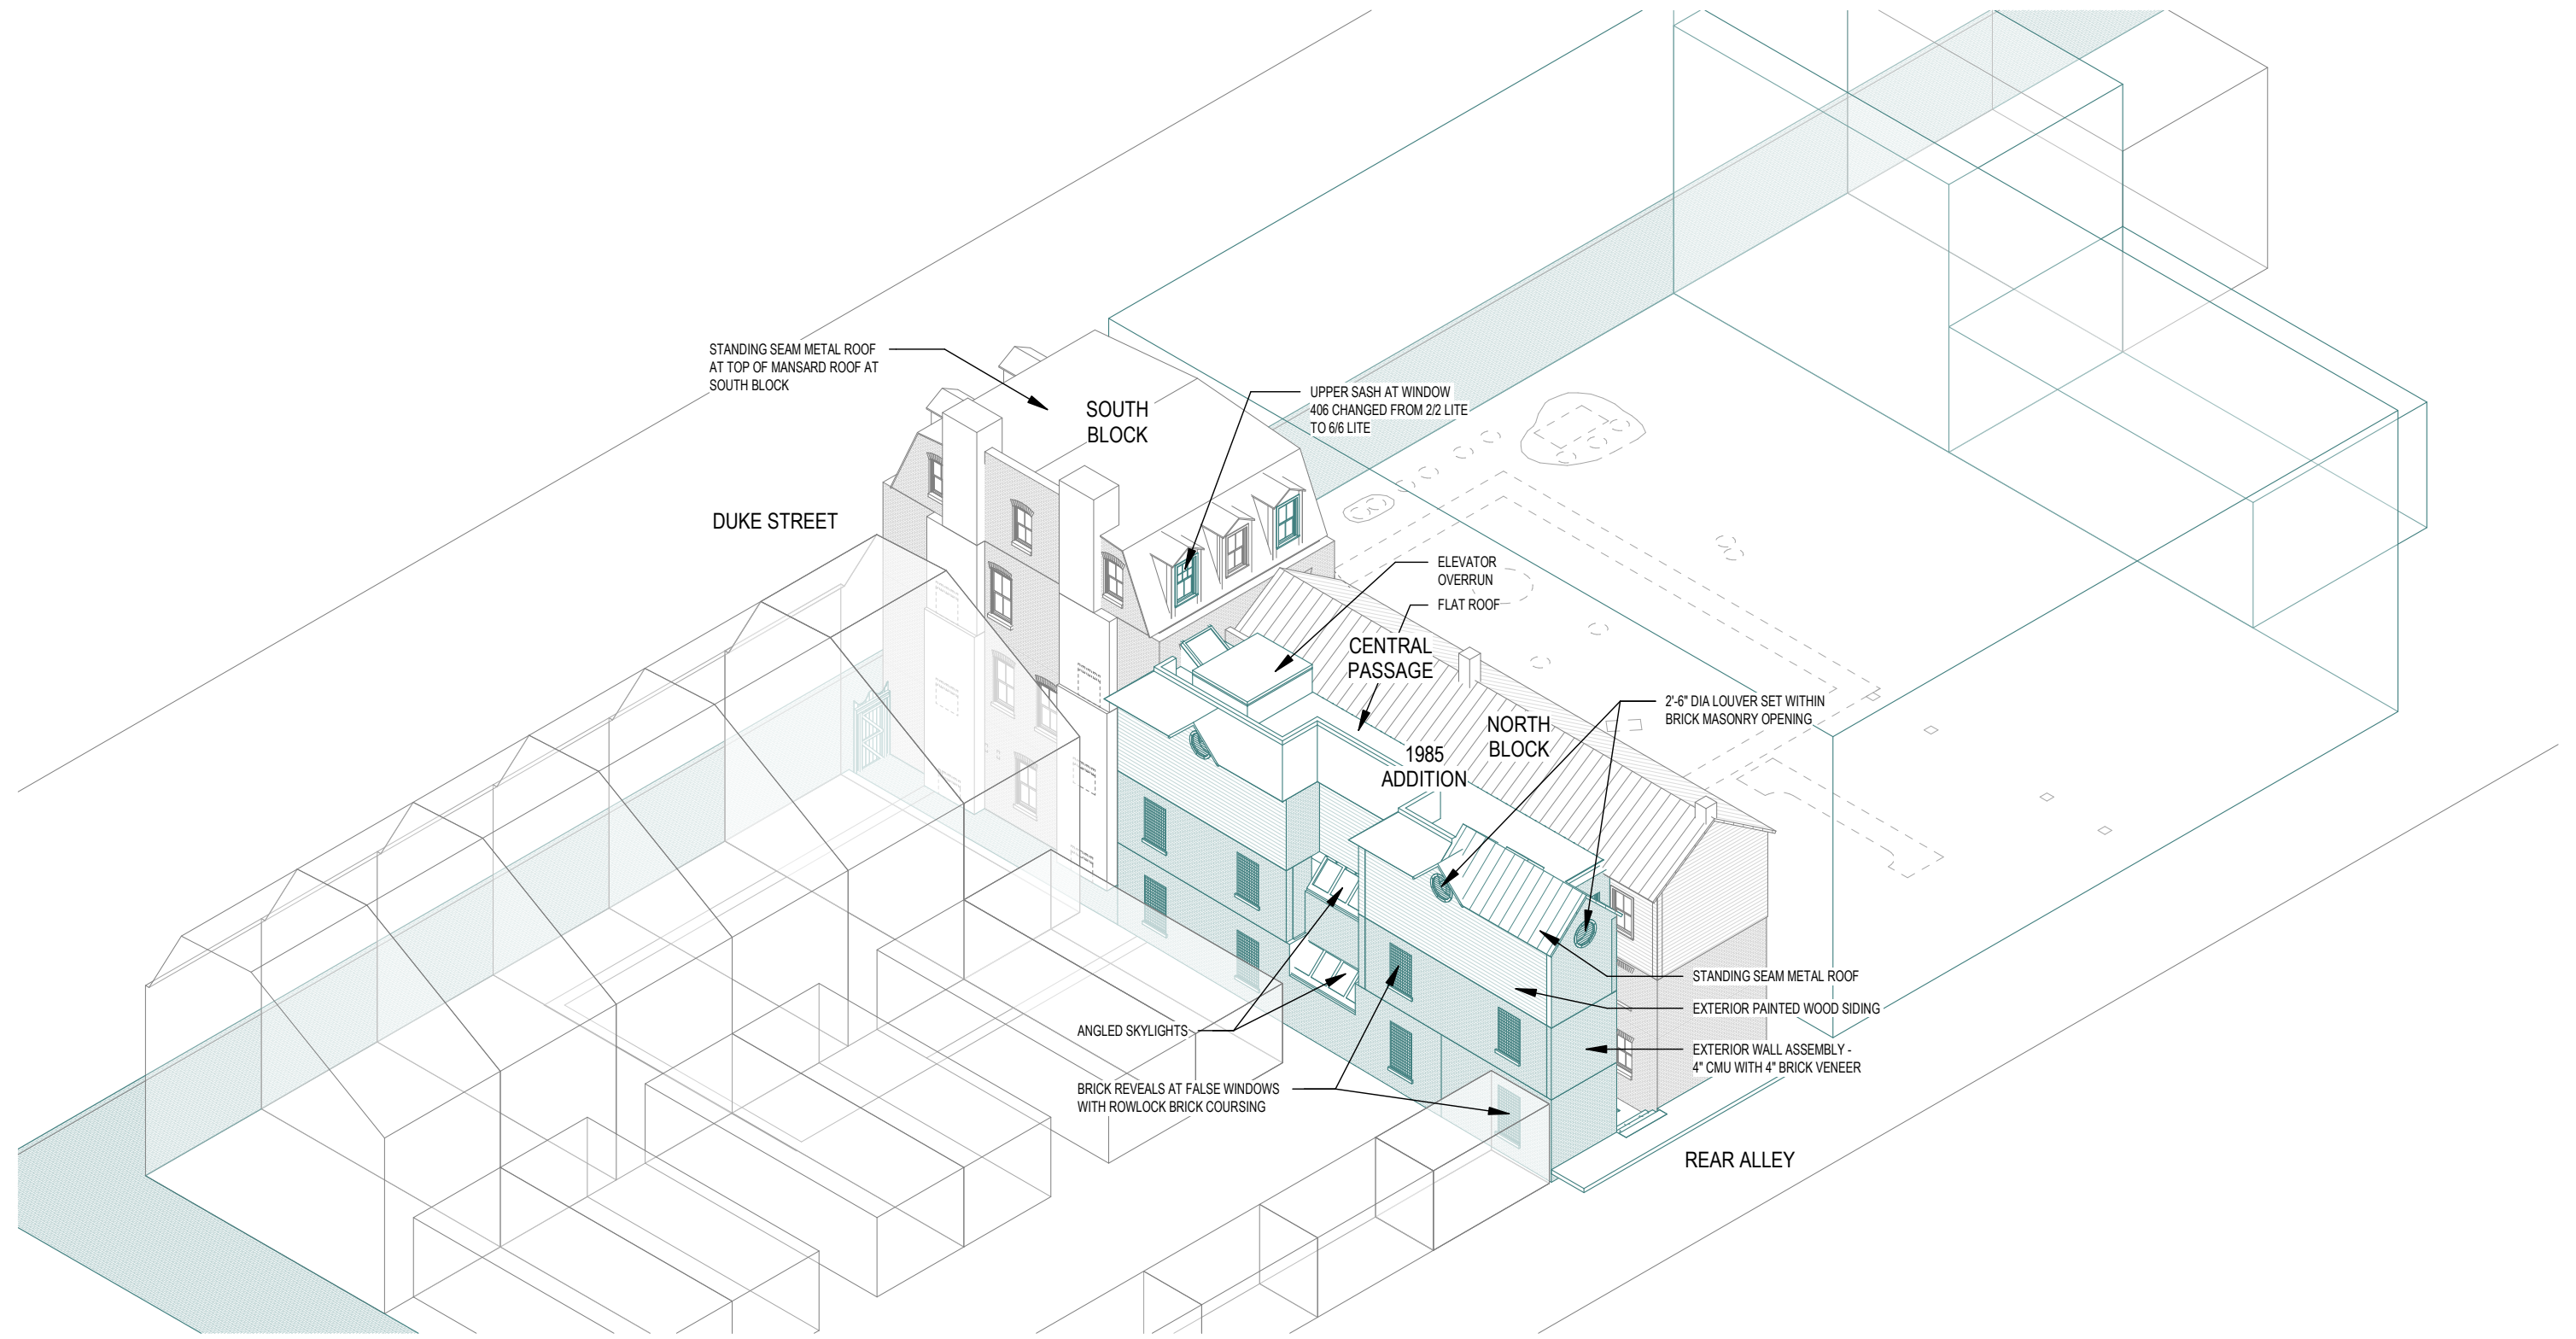 STANDING SEAM METAL ROOF
AT TOP OF MANSARD ROOF AT
SOUTH BLOCK
SOUTH
BLOCK
UPPER SASH AT WINDOW
406 CHANGED FROM 2/2 LITE
TO 6/6 LITE
DUKE STREET
ELEVATOR
OVERRUN
FLAT ROOF
CENTRAL
PASSAGE
2'-6" DIA LOUVER SET WITHIN
BRICK MASONRY OPENING
NORTH
BLOCK
1985
ADDITION
STANDING SEAM METAL ROOF
EXTERIOR PAINTED WOOD SIDING
ANGLED SKYLIGHTS
EXTERIOR WALL ASSEMBLY -
4" CMU WITH 4" BRICK VENEER
BRICK REVEALS AT FALSE WINDOWS
WITH ROWLOCK BRICK COURSING
REAR ALLEY